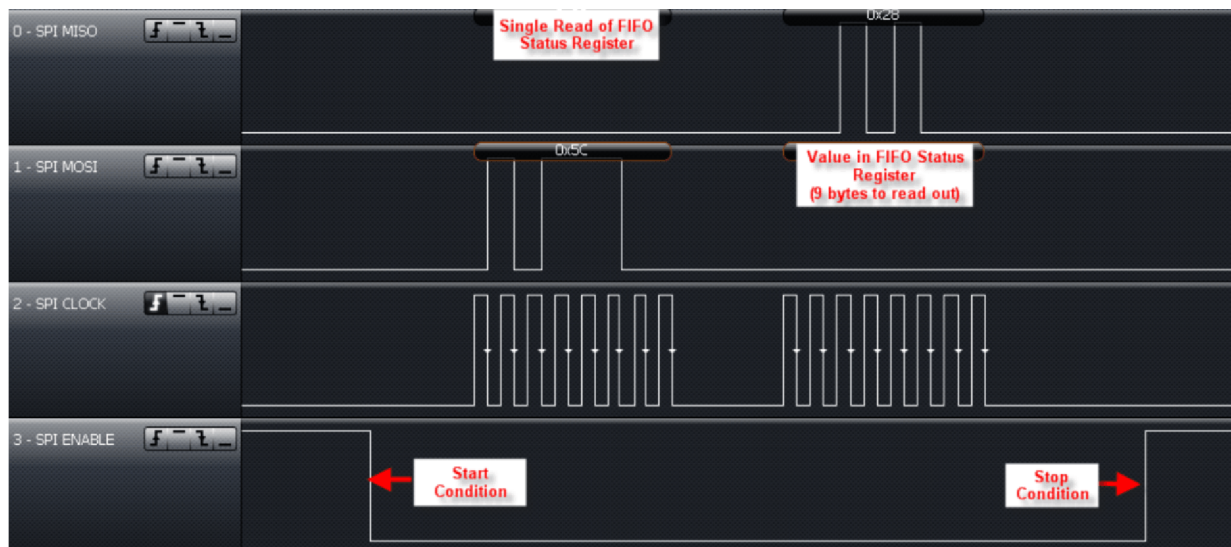 0 - SPI MISO
Single Read of FIFO
Status Register
0x28
1 - SPI MOSI
0x5C
Value in FIFO Status
Register
(9 bytes to read out)
2 - SPI CLOCK
3 - SPI ENABLE
Start
Condition
Stop
Condition